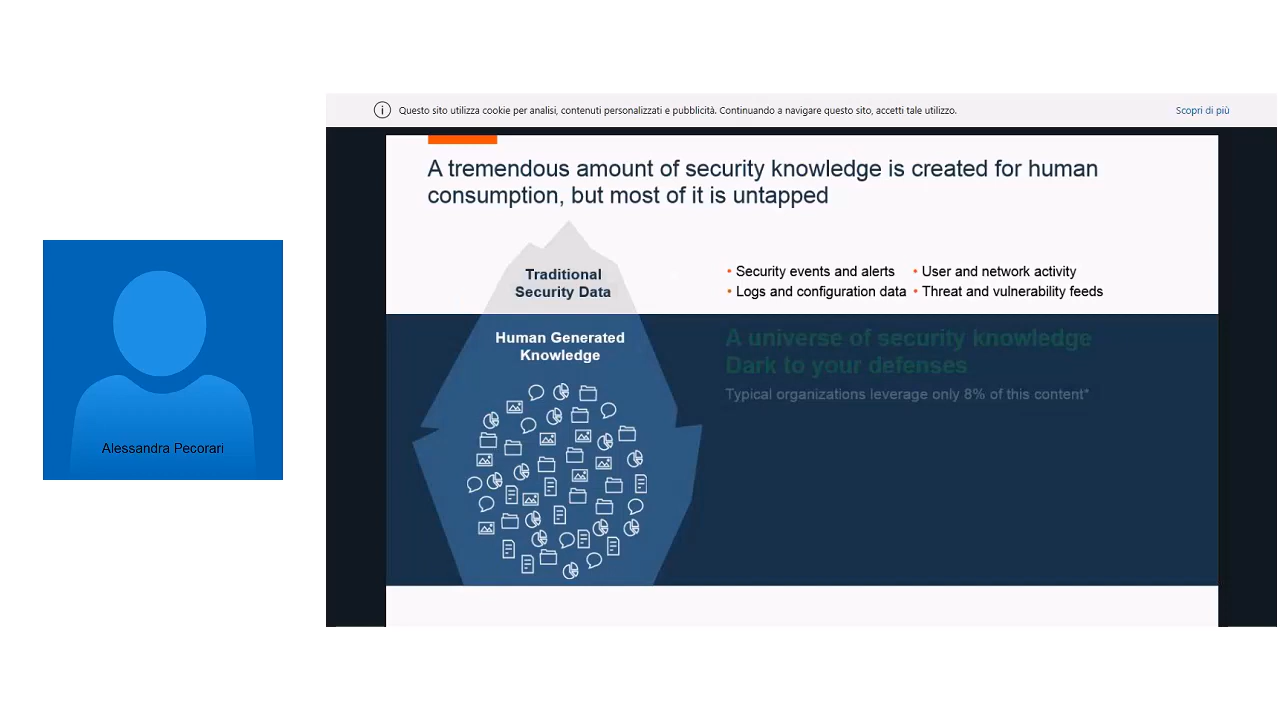 Questo sito utilizza cookie per analisi, contenuti personalizzati e pubblicità. Continuando a navigare questo sito, accetti tale utilizzo.
Scopri di più
A tremendous amount of security knowledge is created for human
consumption, but most of it is untapped
Traditional
Security Data
• Security events and alerts • User and network activity
• Logs and configuration data • Threat and vulnerability feeds
Human Generated
Knowledge
A universe of security knowledge
Dark to your defenses
Typical organizations leverage only 8% of this content*
Alessandra Pecorari